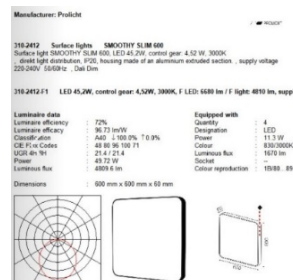 Manufacturer: Prolicht
PROLICHT
310-2412 Surface lights SMOOTHY SLIM 600
SMOOTHY SLIM 600, LED 45.2W, control gear: 4.52 W, 3000K
, direkt light distribution, IP20, housing made of an aluminium extruded section. , supply voltage
220-240V 50/60Hz , Dali Dim
310-2412-F1 LED 45,2W, control gear: 4,52W, 3000K, F LED: 6680 lm / F light: 4810 lm, supp
Luminaire data Equipped with
Luminaire efficiency : 72% Quantity : 4
Luminaire efficacy : 96.73 lm/W Designation : LED
Classification : A40 ↓100.0% ↑0.0% Power : 11.3 W
CIE Flux Codes : 48 80 96 100 71 Colour : 830/3000K
UGR 4H 8H : 21.4 / 21.4 Luminous flux : 1670 lm
Power : 49.72 W Socket : --
Luminous flux : 4809.6 lm Colour reproduction : 1B/80.. 89
Dimensions : 600 mm x 600 mm x 60 mm